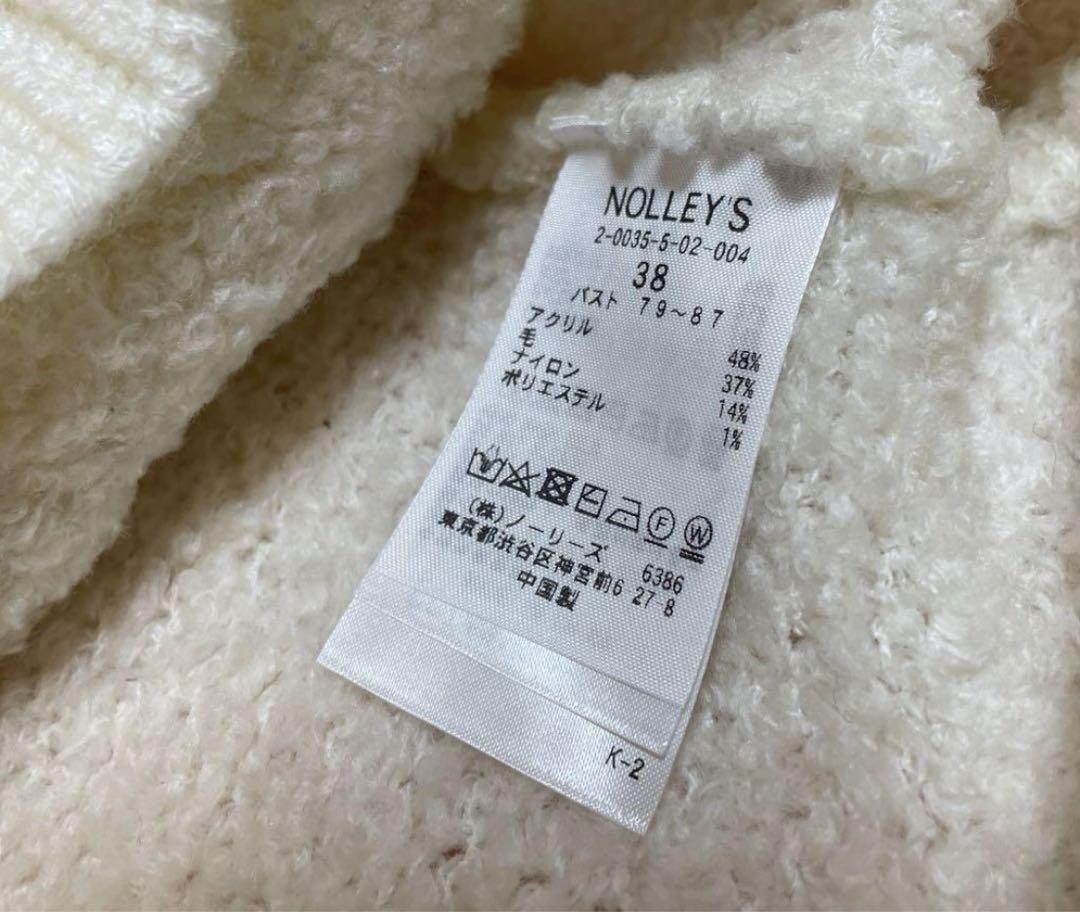 NOLLEY'S
2-0035-5-02-004
38
バスト 79~87
アクリル 48%
毛 37%
ナイロン 14%
ポリエステル 1%
F W
(株)ノーリーズ 6386
東京都渋谷区神宮前6 27 8
中国製
K-2